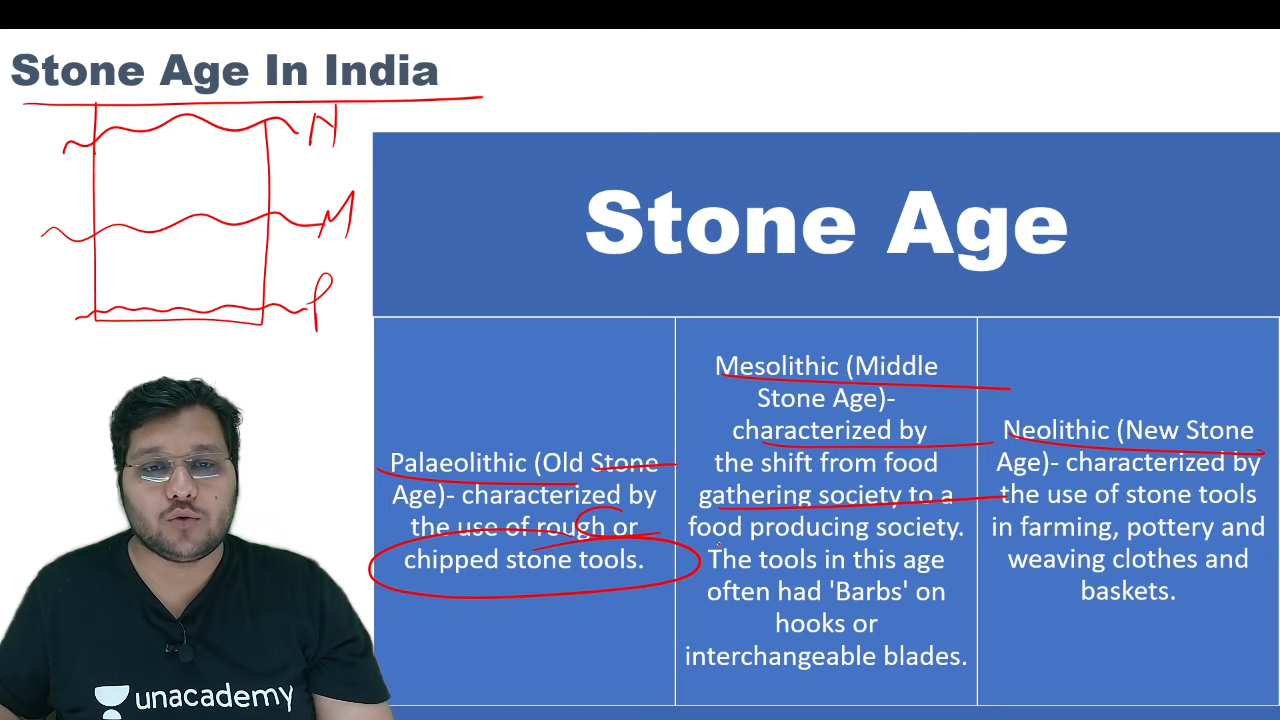 Stone Age In India
N
M
P
Stone Age
Palaeolithic (Old Stone
Age)- characterized by
the use of rough or
chipped stone tools.
Mesolithic (Middle
Stone Age)-
characterized by
the shift from food
gathering society to a
food producing society.
The tools in this age
often had 'Barbs' on
hooks or
interchangeable blades.
Neolithic (New Stone
Age)- characterized by
the use of stone tools
in farming, pottery and
weaving clothes and
baskets.
unacademy